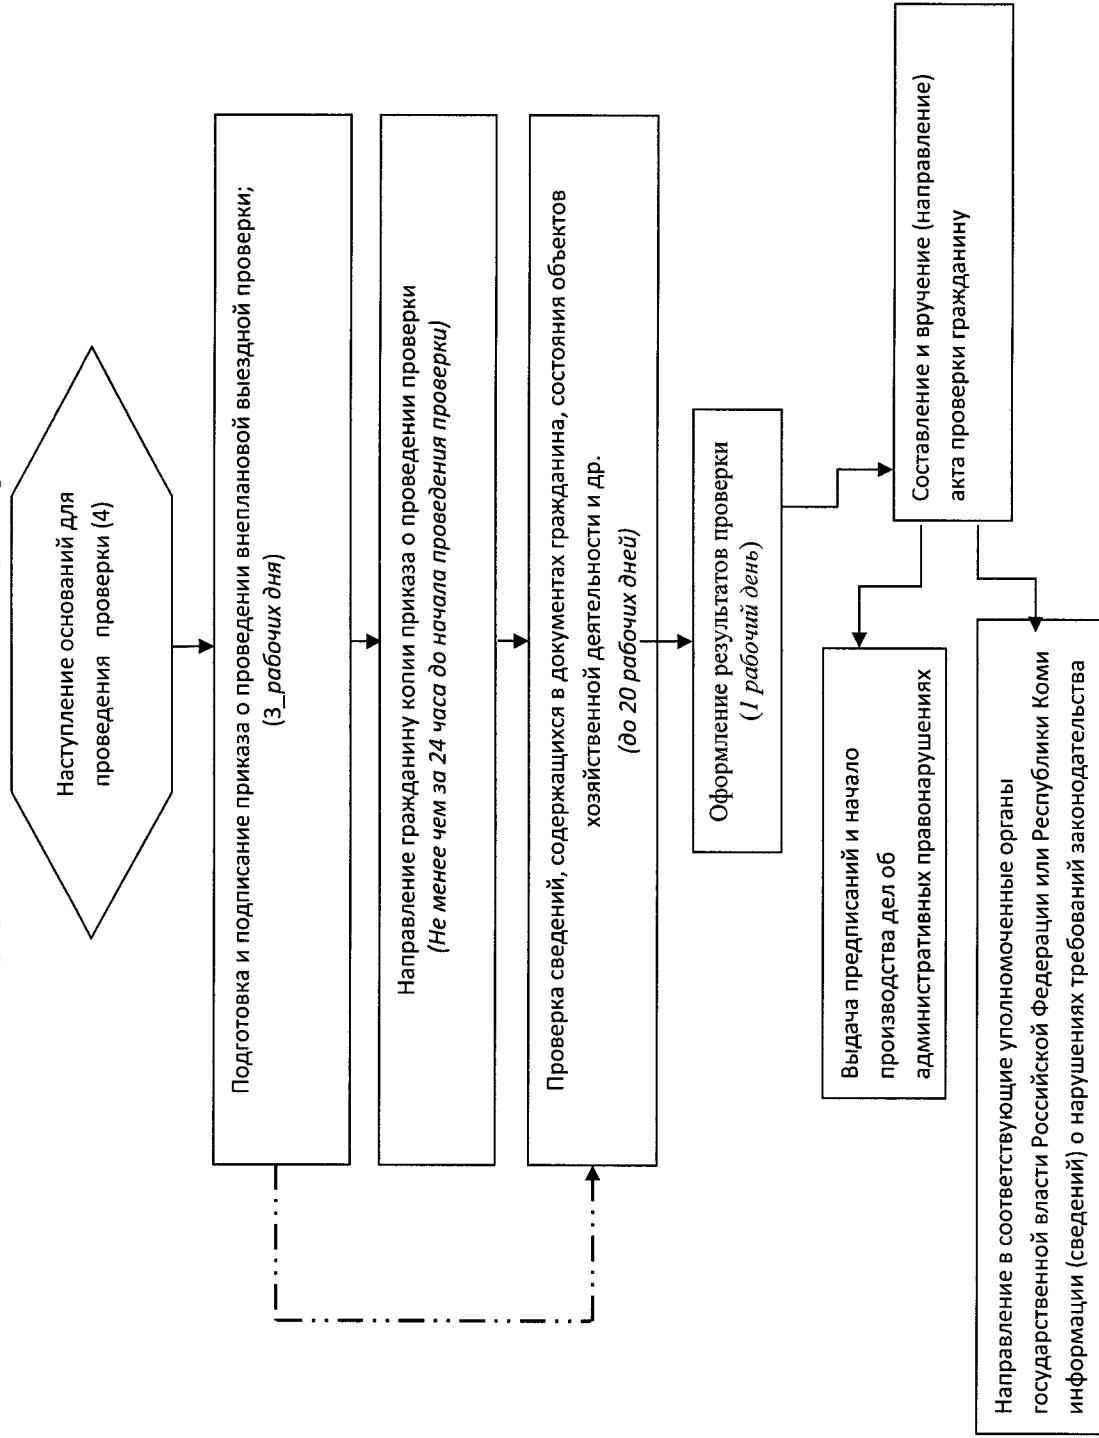 Наступление оснований для
проведения проверки (4)
Подготовка и подписание приказа о проведении внеплановой выездной проверки;
(3_рабочих дня)
Направление гражданину копии приказа о проведении проверки
(Не менее чем за 24 часа до начала проведения проверки)
Проверка сведений, содержащихся в документах гражданина, состояния объектов
хозяйственной деятельности и др.
(до 20 рабочих дней)
Оформление результатов проверки
(1 рабочий день)
Составление и вручение (направление)
акта проверки гражданину
Выдача предписаний и начало
производства дел об
административных правонарушениях
Направление в соответствующие уполномоченные органы
государственной власти Российской Федерации или Республики Коми
информации (сведений) о нарушениях требований законодательства